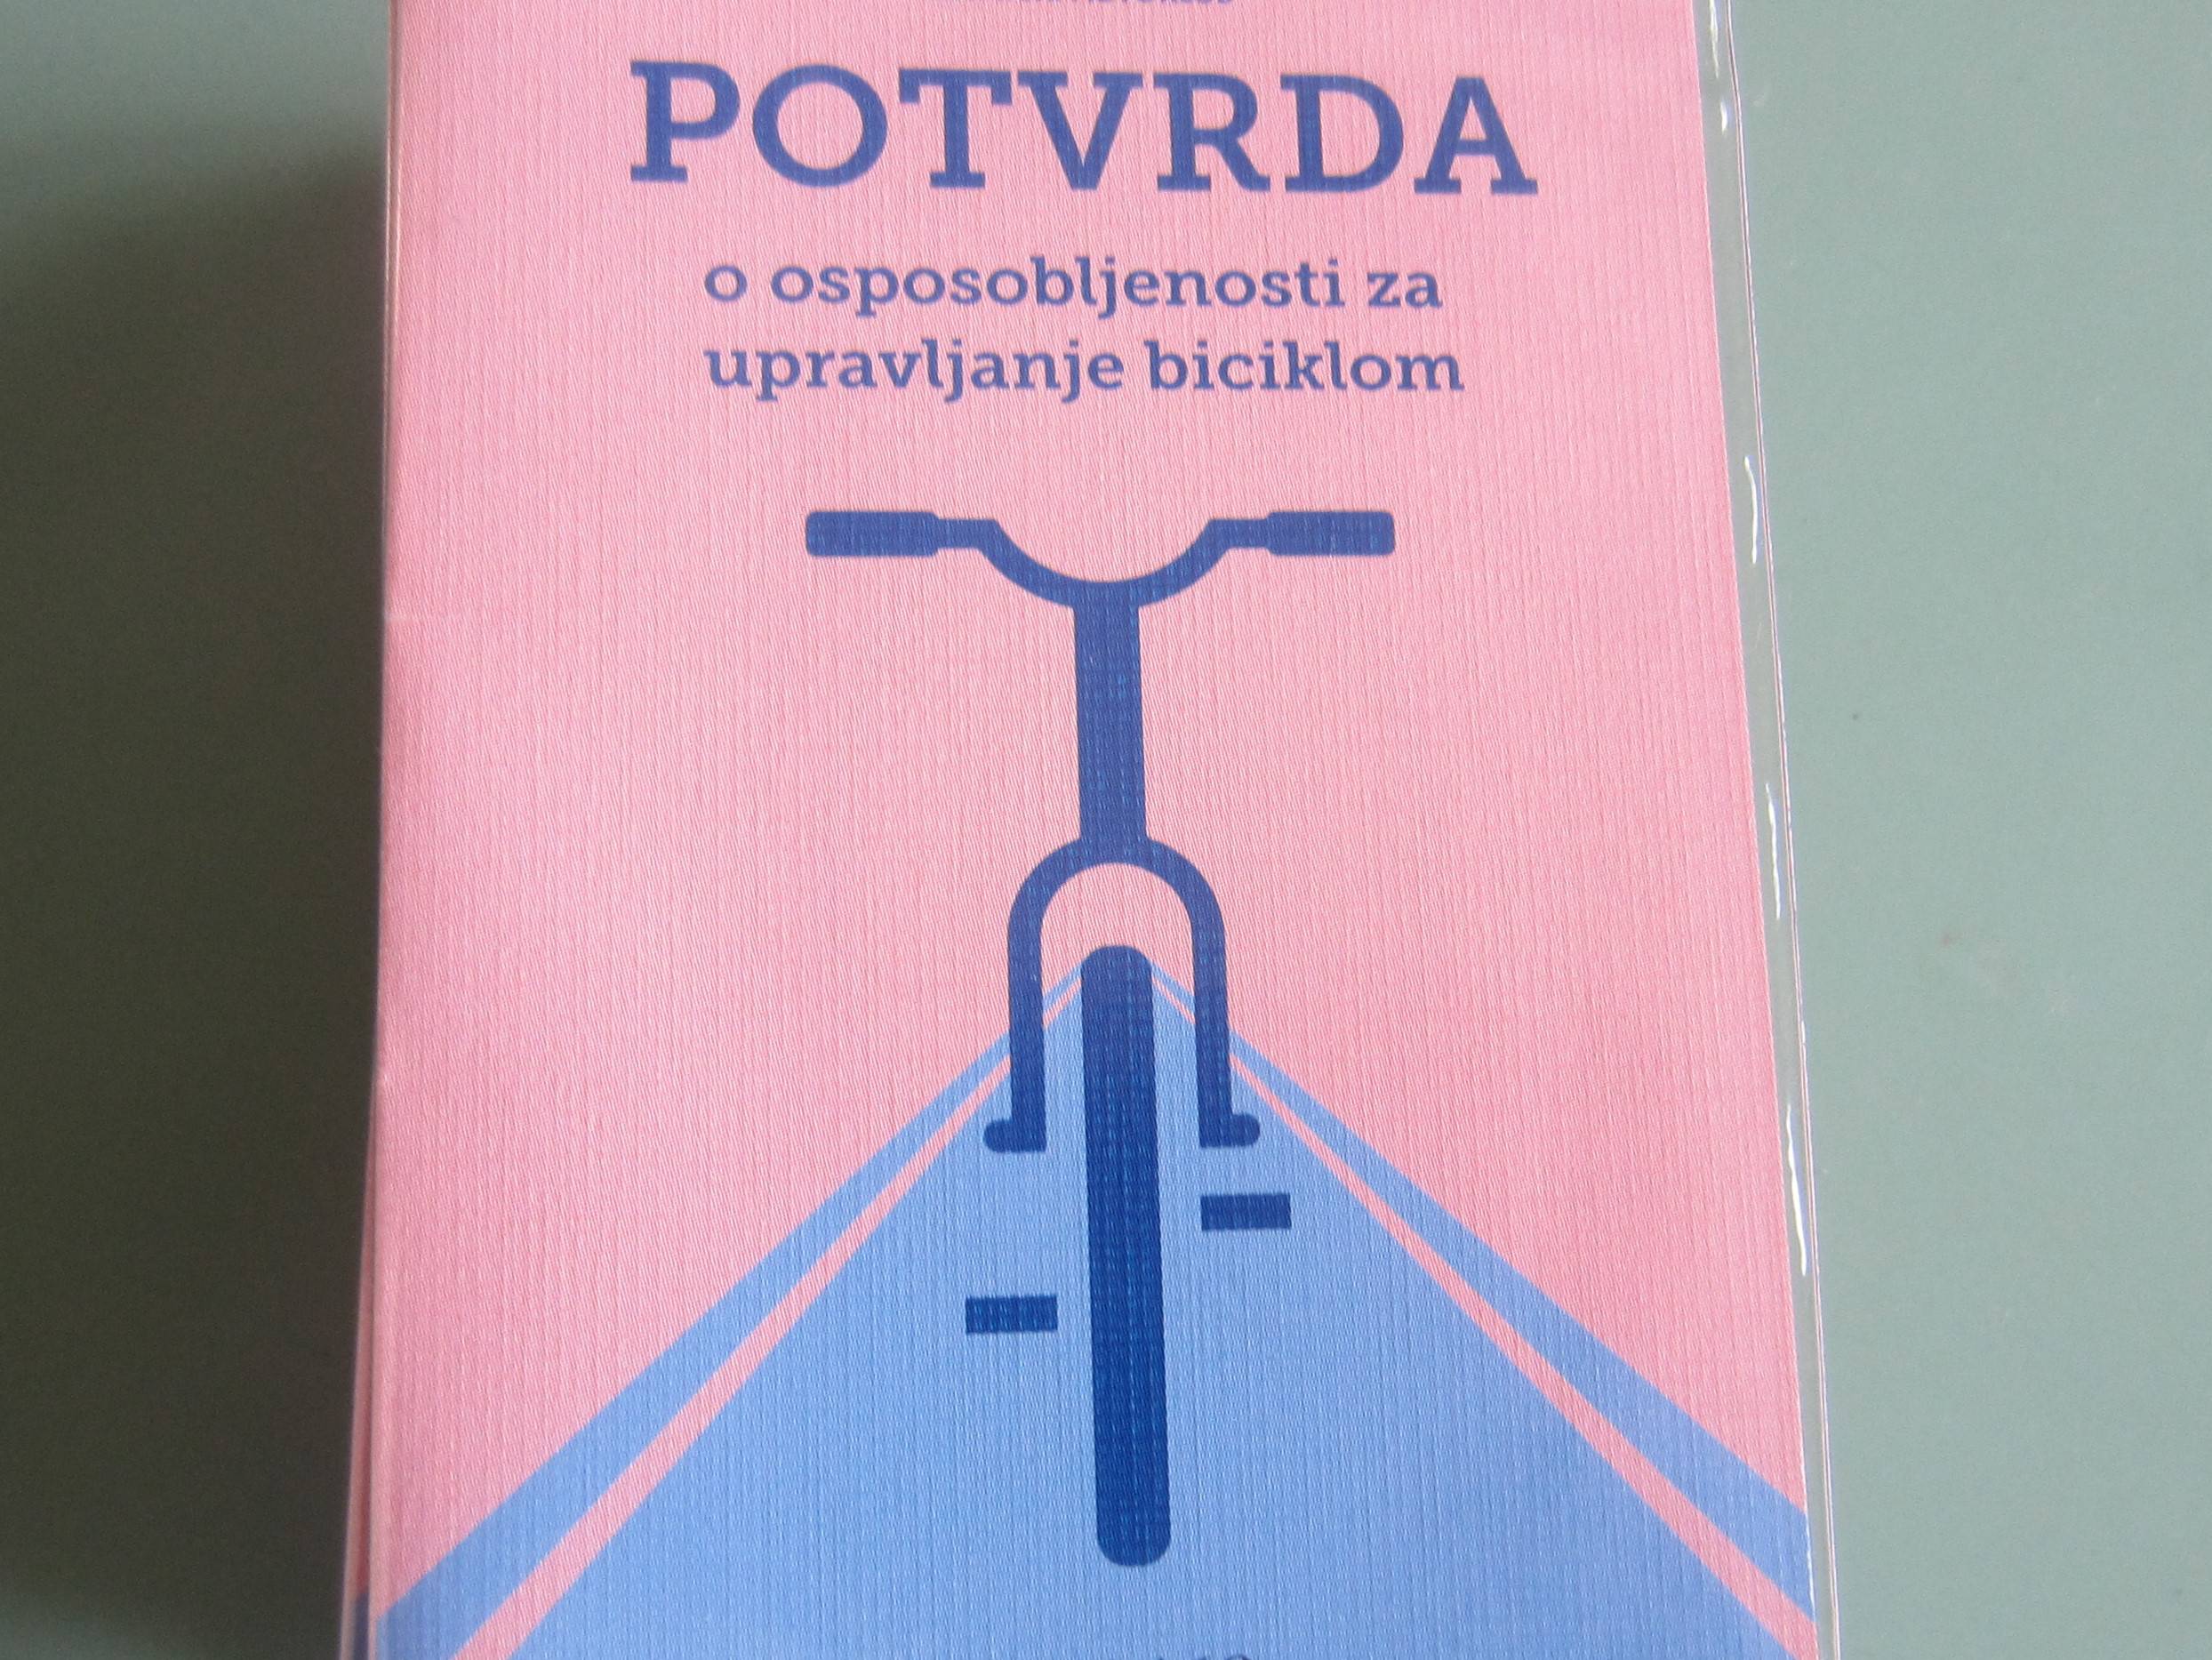 POTVRDA
o osposobljenosti za
upravljanje biciklom